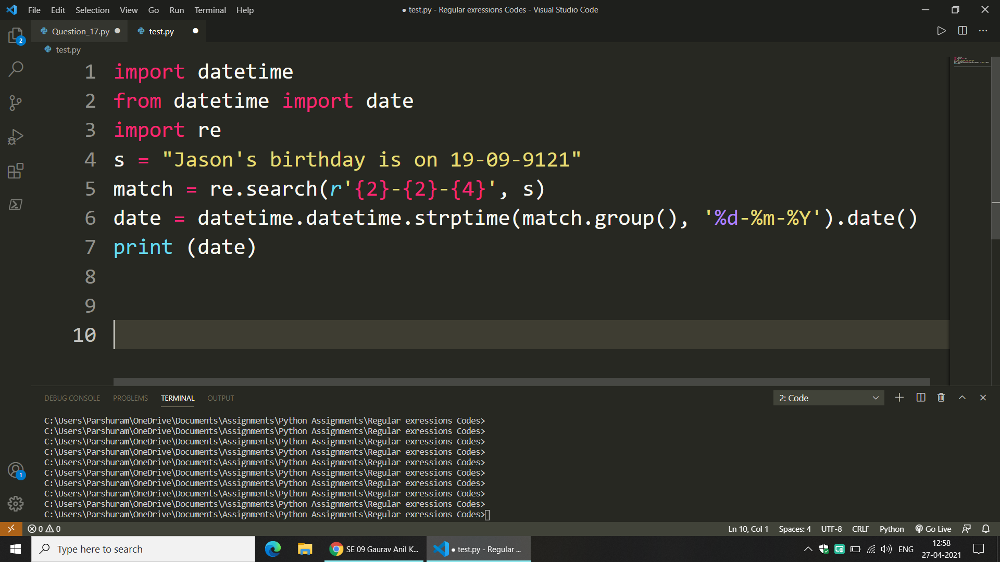 File Edit Selection View Go Run Terminal Help
● test.py - Regular exressions Codes - Visual Studio Code
2
Question_17.py ●
test.py ●
test.py
1 import datetime
2 from datetime import date
3 import re
4 s = "Jason's birthday is on 19-09-9121"
5 match = re.search(r'{2}-{2}-{4}', s)
6 date = datetime.datetime.strptime(match.group(), '%d-%m-%Y').date()
7 print (date)
8
9
10
DEBUG CONSOLE PROBLEMS TERMINAL OUTPUT
2: Code
C:\Users\Parshuram\OneDrive\Documents\Assignments\Python Assignments\Regular exressions Codes>
C:\Users\Parshuram\OneDrive\Documents\Assignments\Python Assignments\Regular exressions Codes>
C:\Users\Parshuram\OneDrive\Documents\Assignments\Python Assignments\Regular exressions Codes>
C:\Users\Parshuram\OneDrive\Documents\Assignments\Python Assignments\Regular exressions Codes>
C:\Users\Parshuram\OneDrive\Documents\Assignments\Python Assignments\Regular exressions Codes>
C:\Users\Parshuram\OneDrive\Documents\Assignments\Python Assignments\Regular exressions Codes>
C:\Users\Parshuram\OneDrive\Documents\Assignments\Python Assignments\Regular exressions Codes>
C:\Users\Parshuram\OneDrive\Documents\Assignments\Python Assignments\Regular exressions Codes>
C:\Users\Parshuram\OneDrive\Documents\Assignments\Python Assignments\Regular exressions Codes>
C:\Users\Parshuram\OneDrive\Documents\Assignments\Python Assignments\Regular exressions Codes>
1
0 0
Ln 10, Col 1 Spaces: 4 UTF-8 CRLF Python Go Live
Type here to search
SE 09 Gaurav Anil K...
● test.py - Regular ...
ENG
12:58
27-04-2021